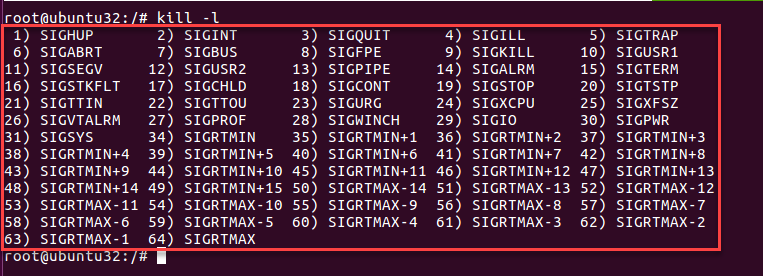 root@ubuntu32:/# kill -l
 1) SIGHUP       2) SIGINT       3) SIGQUIT      4) SIGILL       5) SIGTRAP
 6) SIGABRT      7) SIGBUS       8) SIGFPE       9) SIGKILL     10) SIGUSR1
11) SIGSEGV     12) SIGUSR2     13) SIGPIPE     14) SIGALRM     15) SIGTERM
16) SIGSTKFLT   17) SIGCHLD     18) SIGCONT     19) SIGSTOP     20) SIGTSTP
21) SIGTTIN     22) SIGTTOU     23) SIGURG      24) SIGXCPU     25) SIGXFSZ
26) SIGVTALRM   27) SIGPROF     28) SIGWINCH    29) SIGIO       30) SIGPWR
31) SIGSYS      34) SIGRTMIN    35) SIGRTMIN+1  36) SIGRTMIN+2  37) SIGRTMIN+3
38) SIGRTMIN+4  39) SIGRTMIN+5  40) SIGRTMIN+6  41) SIGRTMIN+7  42) SIGRTMIN+8
43) SIGRTMIN+9  44) SIGRTMIN+10 45) SIGRTMIN+11 46) SIGRTMIN+12 47) SIGRTMIN+13
48) SIGRTMIN+14 49) SIGRTMIN+15 50) SIGRTMAX-14 51) SIGRTMAX-13 52) SIGRTMAX-12
53) SIGRTMAX-11 54) SIGRTMAX-10 55) SIGRTMAX-9  56) SIGRTMAX-8  57) SIGRTMAX-7
58) SIGRTMAX-6  59) SIGRTMAX-5  60) SIGRTMAX-4  61) SIGRTMAX-3  62) SIGRTMAX-2
63) SIGRTMAX-1  64) SIGRTMAX
root@ubuntu32:/#